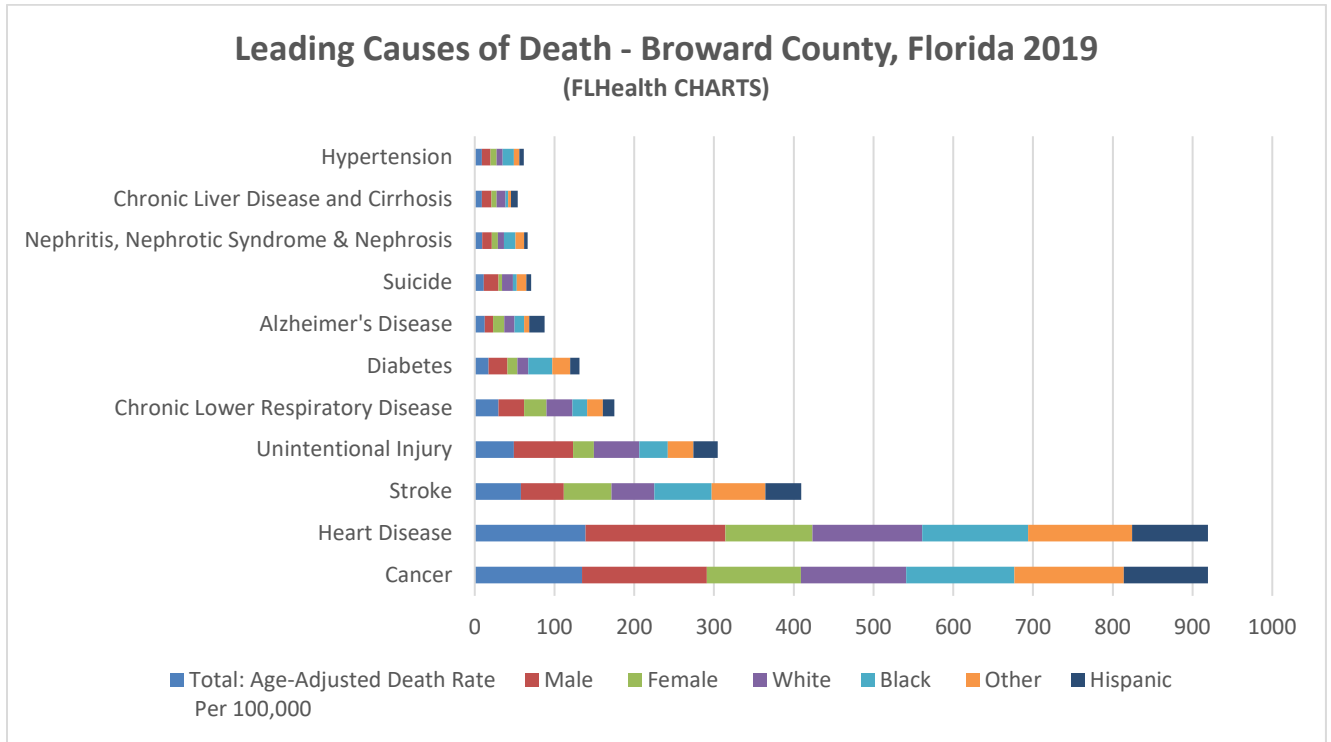 Leading Causes of Death - Broward County, Florida 2019
(FLHealth CHARTS)
Hypertension
Chronic Liver Disease and Cirrhosis
Nephritis, Nephrotic Syndrome & Nephrosis
Suicide
Alzheimer's Disease
Diabetes
Chronic Lower Respiratory Disease
Unintentional Injury
Stroke
Heart Disease
Cancer
0 100 200 300 400 500 600 700 800 900 1000
Total: Age-Adjusted Death Rate Male Female White Black Other Hispanic
Per 100,000